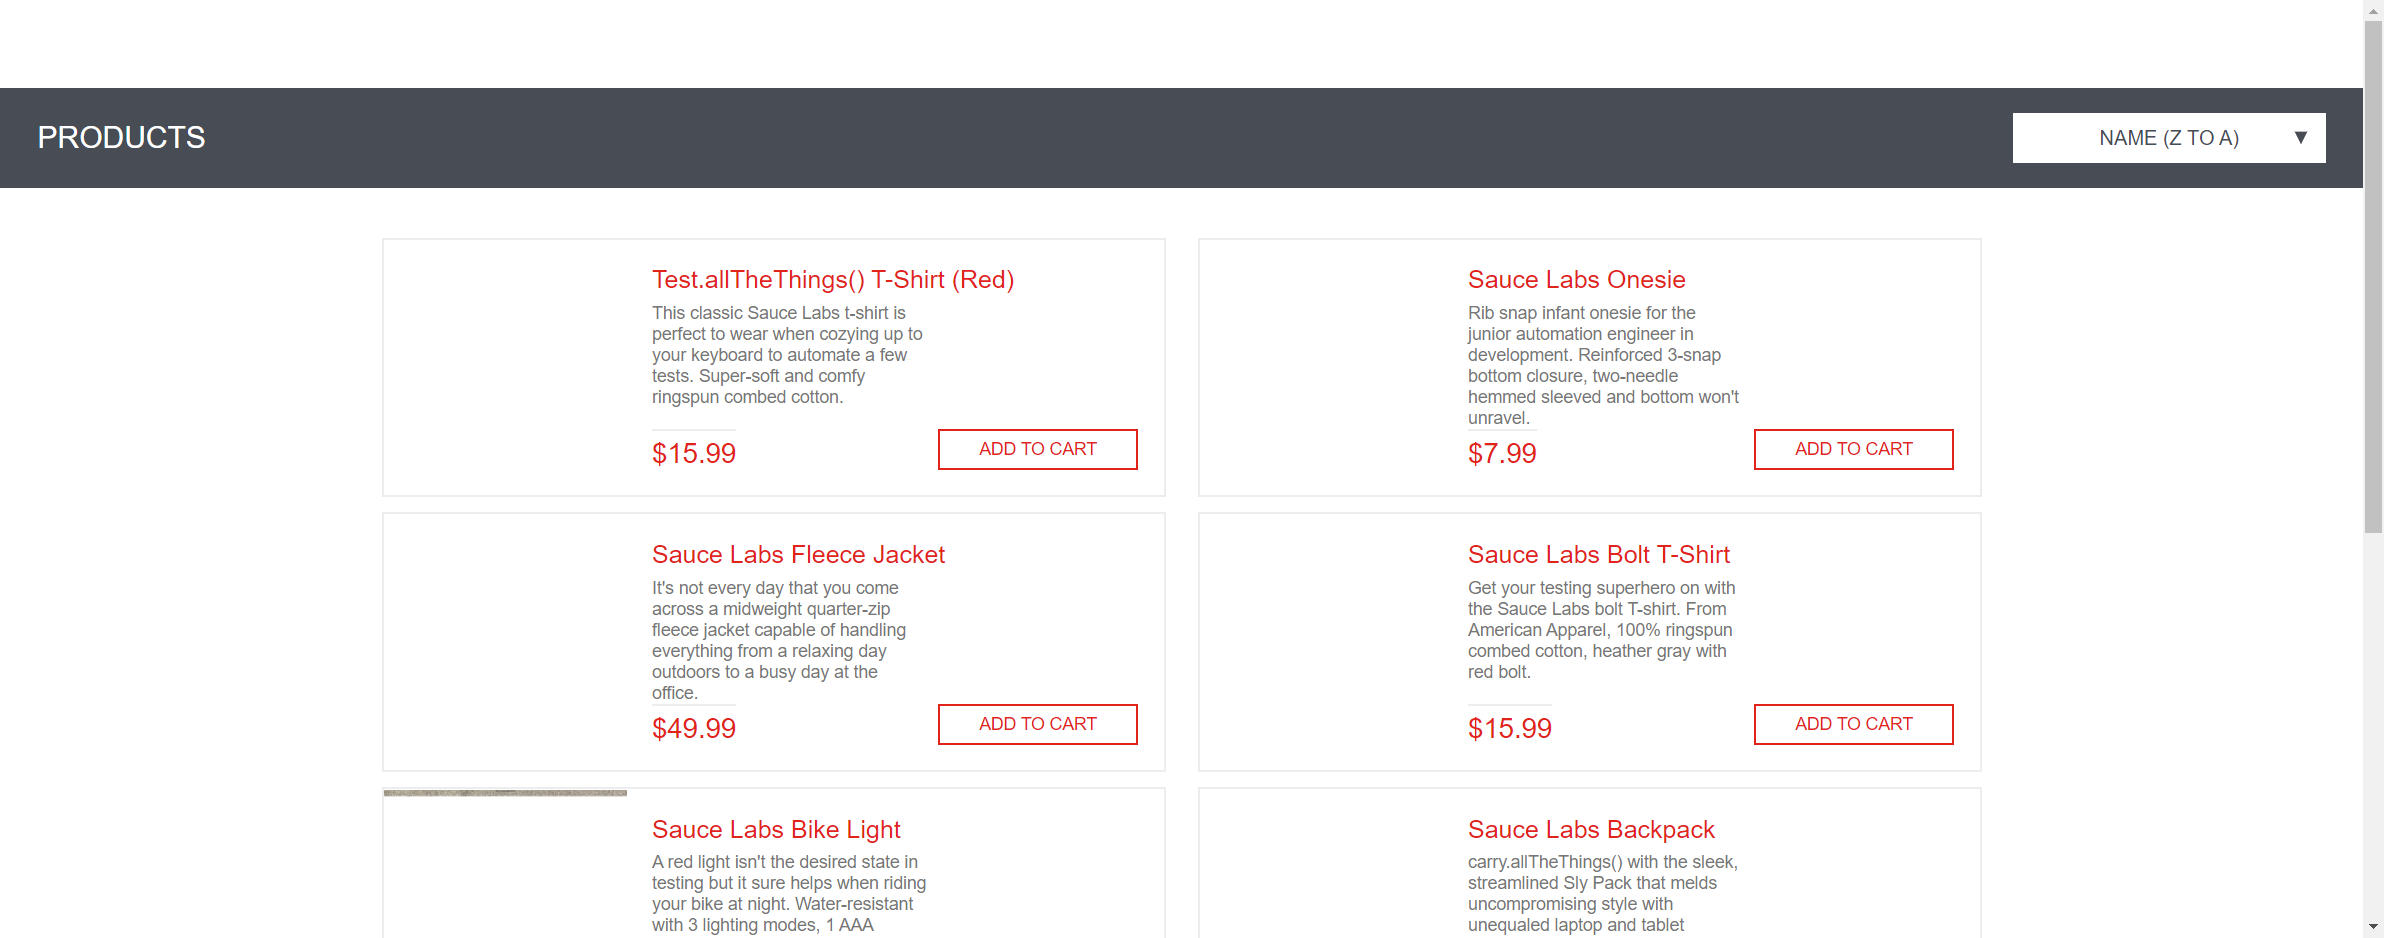 PRODUCTS
NAME (Z TO A)
Test.allTheThings() T-Shirt (Red)
This classic Sauce Labs t-shirt is
perfect to wear when cozying up to
your keyboard to automate a few
tests. Super-soft and comfy
ringspun combed cotton.
$15.99
ADD TO CART
Sauce Labs Onesie
Rib snap infant onesie for the
junior automation engineer in
development. Reinforced 3-snap
bottom closure, two-needle
hemmed sleeved and bottom won't
unravel.
$7.99
ADD TO CART
Sauce Labs Fleece Jacket
It's not every day that you come
across a midweight quarter-zip
fleece jacket capable of handling
everything from a relaxing day
outdoors to a busy day at the
office.
$49.99
ADD TO CART
Sauce Labs Bolt T-Shirt
Get your testing superhero on with
the Sauce Labs bolt T-shirt. From
American Apparel, 100% ringspun
combed cotton, heather gray with
red bolt.
$15.99
ADD TO CART
Sauce Labs Bike Light
A red light isn't the desired state in
testing but it sure helps when riding
your bike at night. Water-resistant
with 3 lighting modes, 1 AAA
Sauce Labs Backpack
carry.allTheThings() with the sleek,
streamlined Sly Pack that melds
uncompromising style with
unequaled laptop and tablet